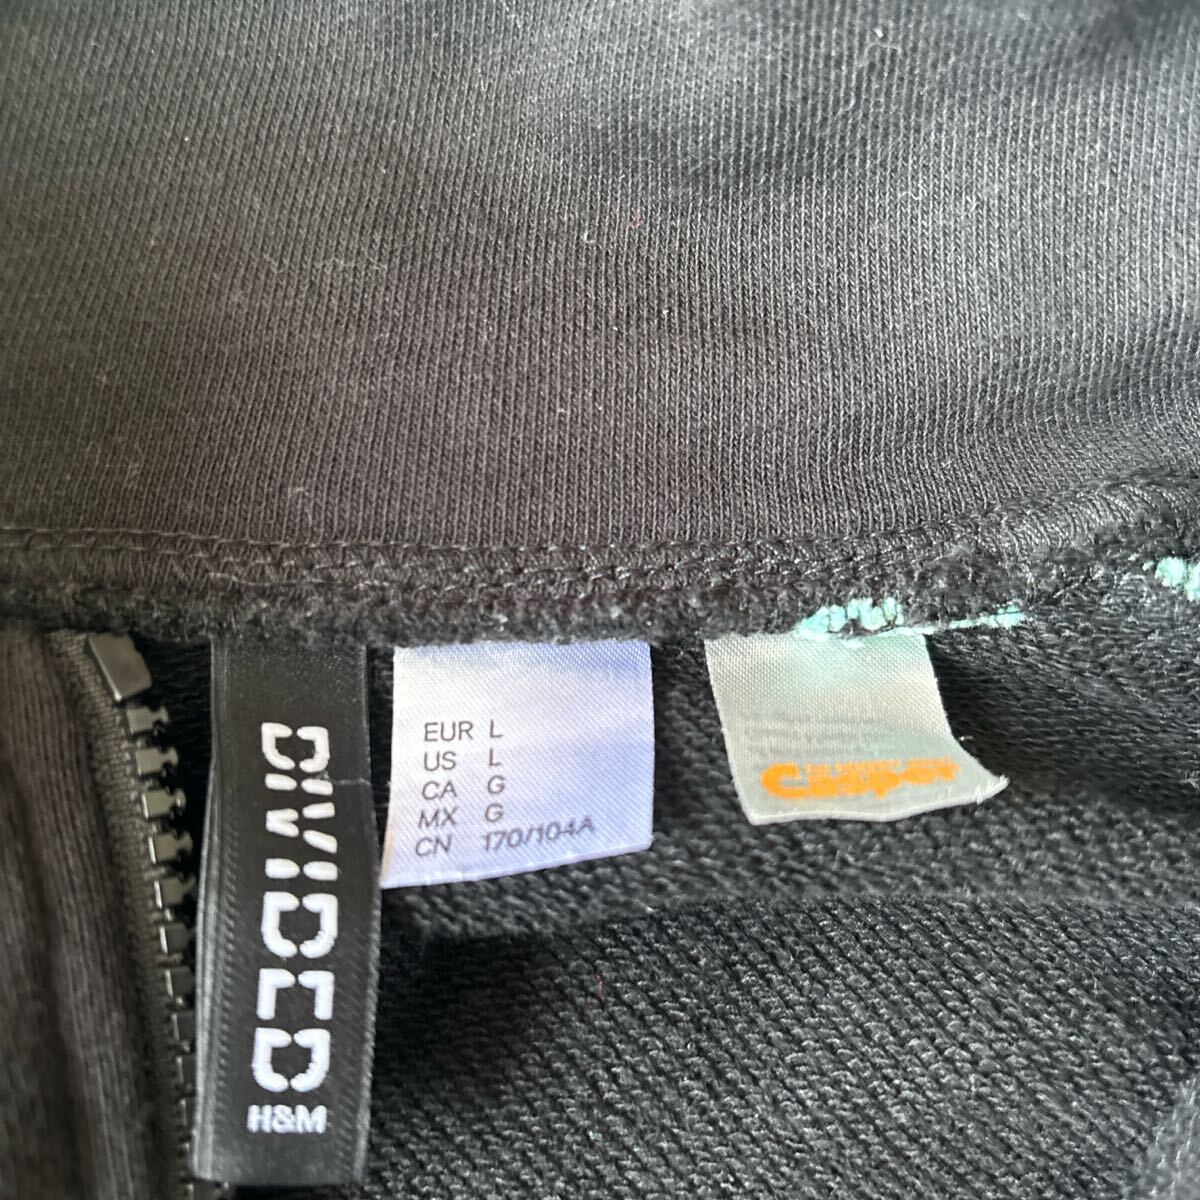 DIVIDED
H&M
EUR L
US L
CA G
MX G
CN 170/104A
Casper